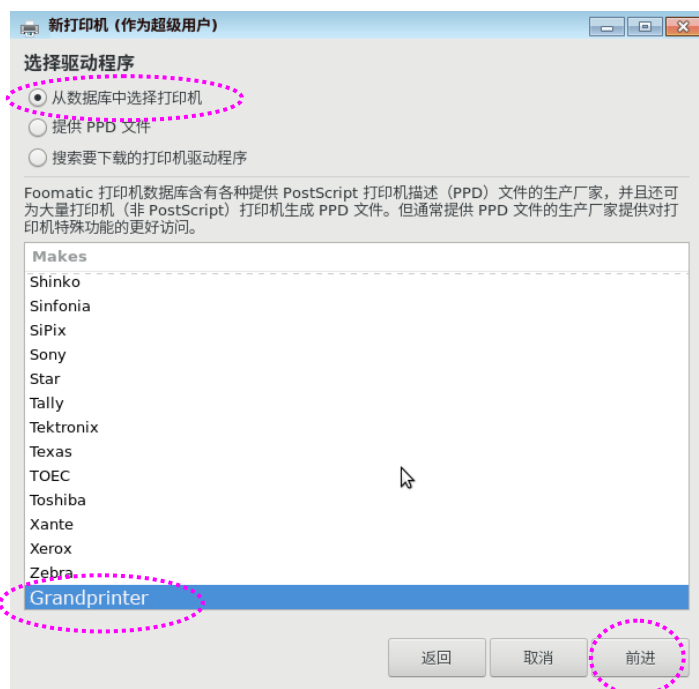 新打印机 (作为超级用户)
选择驱动程序
从数据库中选择打印机
提供 PPD 文件
搜索要下载的打印机驱动程序
Foomatic 打印机数据库含有各种提供 PostScript 打印机描述（PPD）文件的生产厂家，并且还可
为大量打印机（非 PostScript）打印机生成 PPD 文件。但通常提供 PPD 文件的生产厂家提供对打
印机特殊功能的更好访问。
Makes
Shinko
Sinfonia
SiPix
Sony
Star
Tally
Tektronix
Texas
TOEC
Toshiba
Xante
Xerox
Zebra
Grandprinter
返回
取消
前进